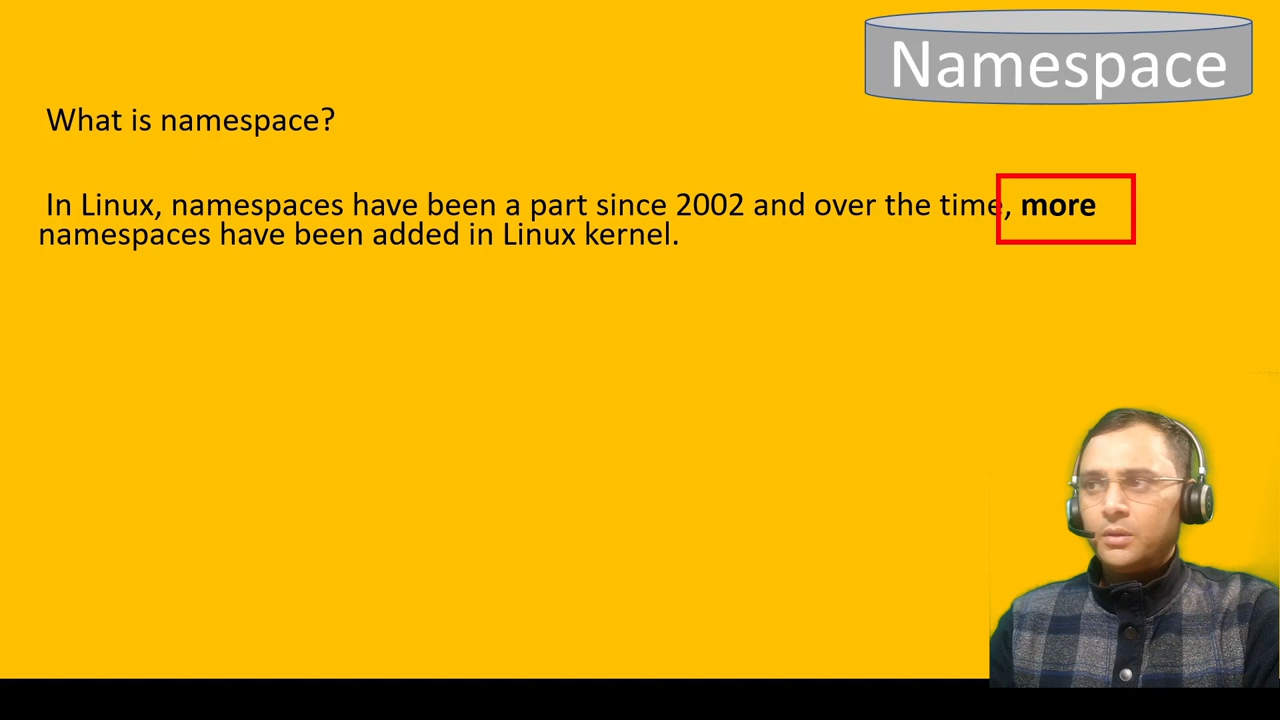 Namespace
What is namespace?
In Linux, namespaces have been a part since 2002 and over the time, more
namespaces have been added in Linux kernel.